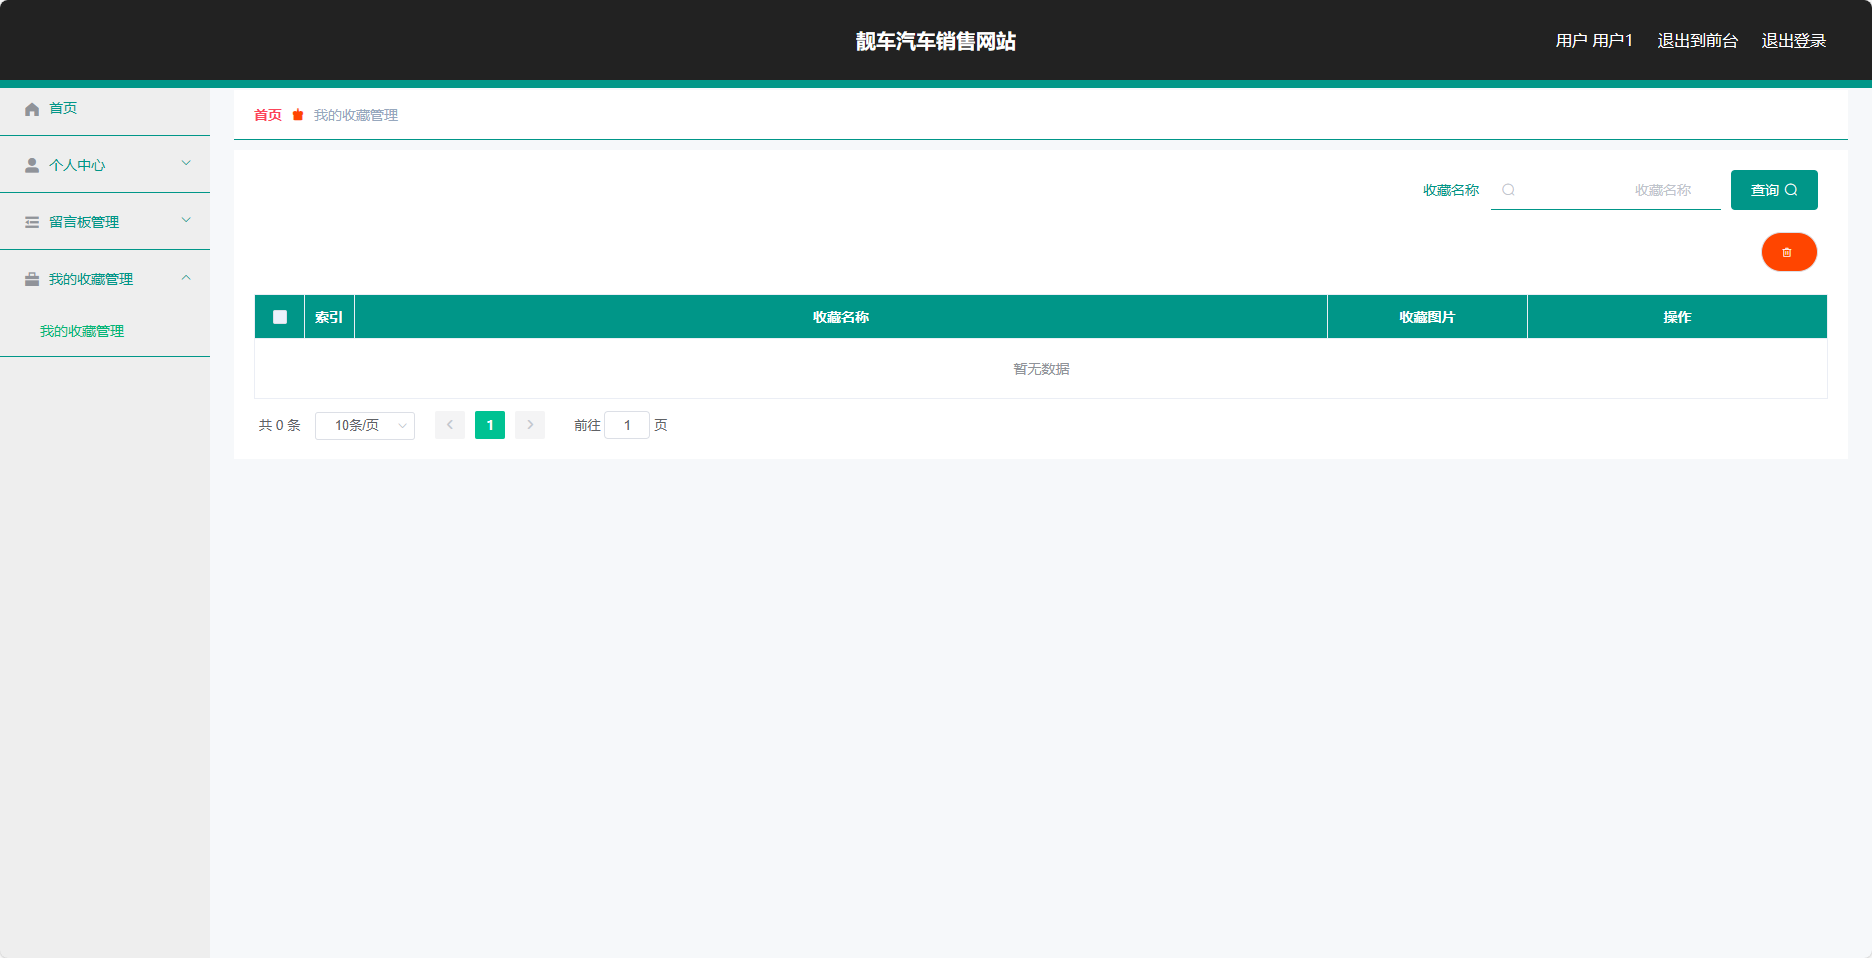 靓车汽车销售网站
用户 用户1 退出到前台 退出登录
首页
个人中心
留言板管理
我的收藏管理
我的收藏管理
首页 我的收藏管理
收藏名称 收藏名称 查询
索引 收藏名称 收藏图片 操作
暂无数据
共 0 条 10条/页 1 前往 1 页